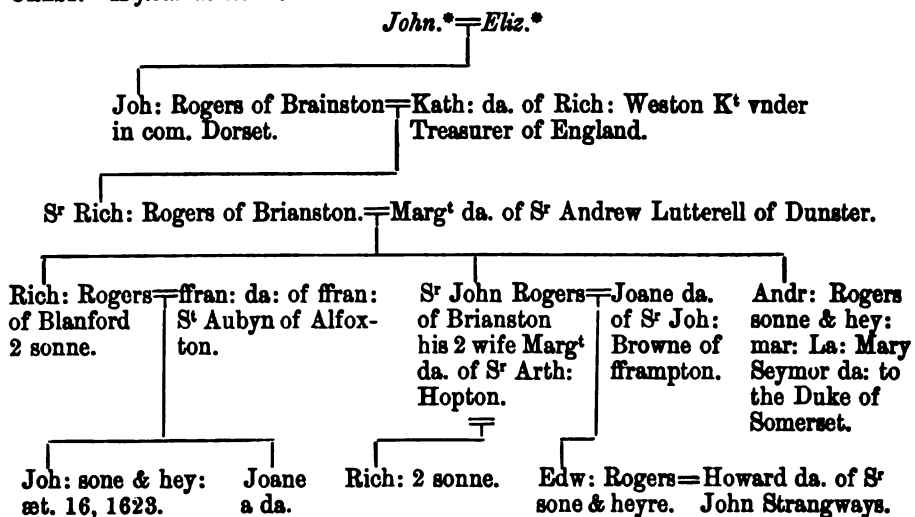 John.* Eliz.*
Joh: Rogers of Brainston
in com. Dorset.
Kath: da. of Rich: Weston Kᵗ vnder
Treasurer of England.
Sʳ Rich: Rogers of Brianston. Margᵗ da. of Sʳ Andrew Lutterell of Dunster.
Rich: Rogers
of Blanford
2 sonne.
ffran: da: of ffran:
Sᵗ Aubyn of Alfox-
ton.
Sʳ John Rogers
of Brianston
his 2 wife Margᵗ
da. of Sʳ Arth:
Hopton.
Joane da.
of Sʳ Joh:
Browne of
fframpton.
Andr: Rogers
sonne & hey:
mar: La: Mary
Seymor da: to
the Duke of
Somerset.
Joh: sone & hey:
æt. 16, 1623.
Joane
a da.
Rich: 2 sonne.
Edw: Rogers
sone & heyre.
Howard da. of Sʳ
John Strangways.